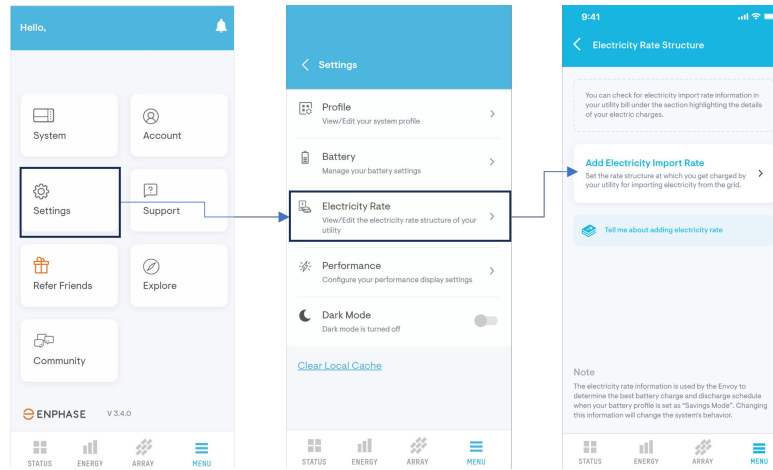 Hello,
System
Account
Settings
Support
Refer Friends
Explore
Community
ENPHASE V 3.4.0
STATUS ENERGY ARRAY MENU
Settings
Profile
View/Edit your system profile
Battery
Manage your battery settings
Electricity Rate
View/Edit the electricity rate structure of your
utility
Performance
Configure your performance display settings
Dark Mode
Dark mode is turned off
Clear Local Cache
STATUS ENERGY ARRAY MENU
9:41
Electricity Rate Structure
You can check for electricity import rate information in
your utility bill under the section highlighting the details
of your electric charges.
Add Electricity Import Rate
Set the rate structure at which you get charged by
your utility for importing electricity from the grid.
Tell me about adding electricity rate
Note
The electricity rate information is used by the Envoy to
determine the best battery charge and discharge schedule
when your battery profile is set as “Savings Mode”. Changing
this information will change the system's behavior.
STATUS ENERGY ARRAY MENU